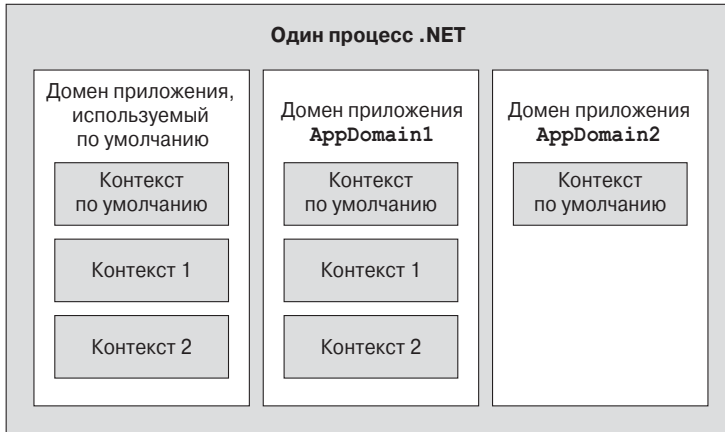 Один процесс .NET
Домен приложения,
используемый
по умолчанию
Контекст
по умолчанию
Контекст 1
Контекст 2
Домен приложения
AppDomain1
Контекст
по умолчанию
Контекст 1
Контекст 2
Домен приложения
AppDomain2
Контекст
по умолчанию